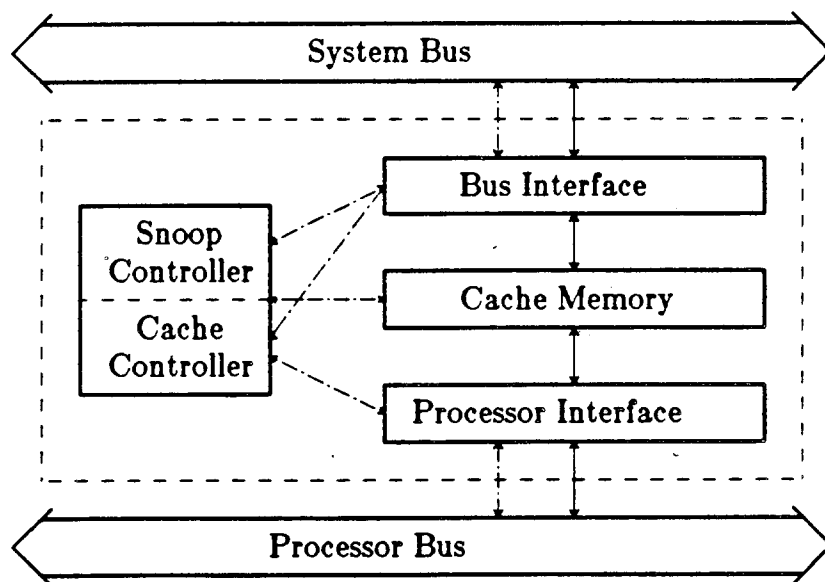 System Bus
Bus Interface
Snoop
Controller
Cache Memory
Cache
Controller
Processor Interface
Processor Bus